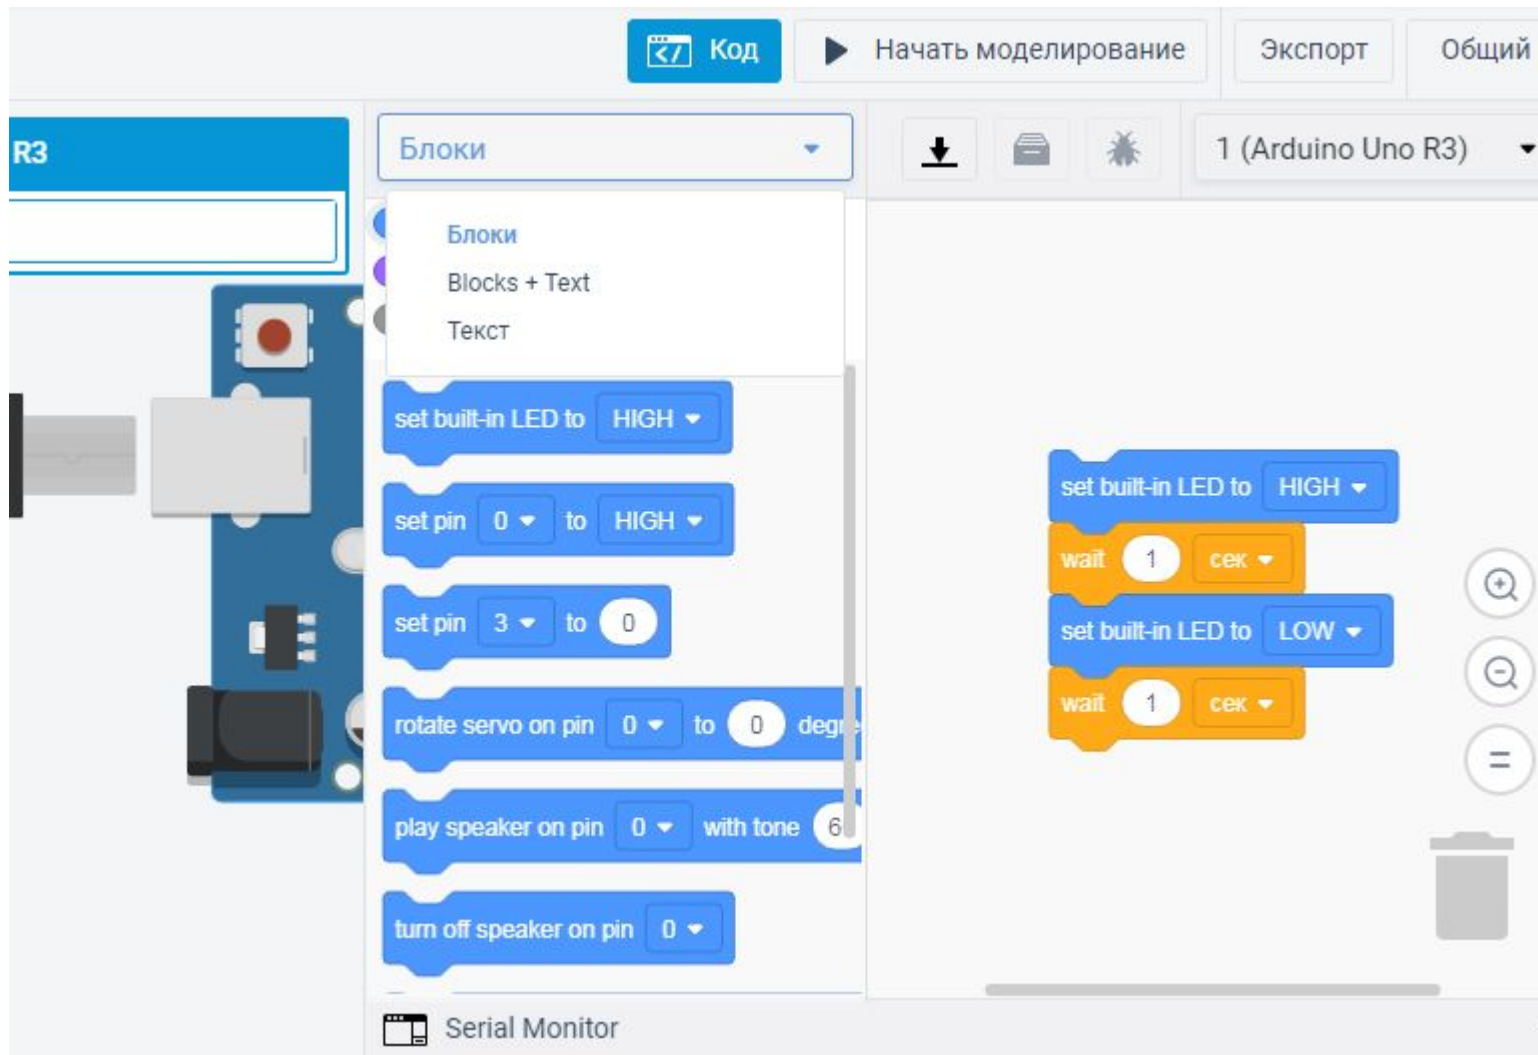 Код
Начать моделирование
Экспорт
Общий
R3
Блоки
1 (Arduino Uno R3)
Блоки
Blocks + Text
Текст
set built-in LED to HIGH
set pin 0 to HIGH
set pin 3 to 0
rotate servo on pin 0 to 0 degre
play speaker on pin 0 with tone 6
turn off speaker on pin 0
set built-in LED to HIGH
wait 1 сек
set built-in LED to LOW
wait 1 сек
Serial Monitor